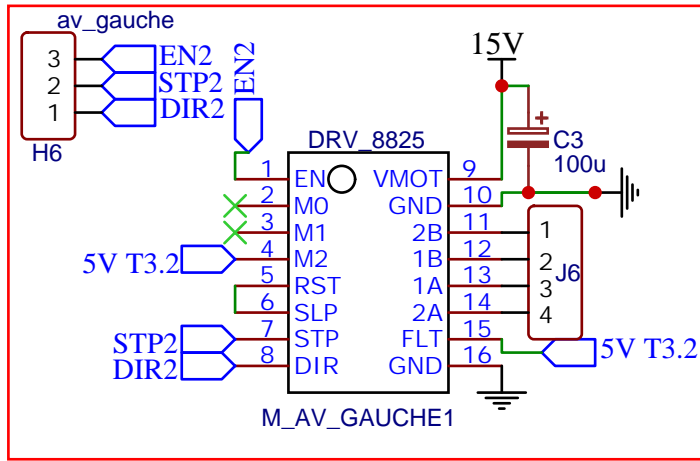 av_gauche
3 EN2
2 STP2
1 DIR2
H6
EN2
15V
C3
100u
DRV_8825
1 EN VMOT 9
2 M0 GND 10
3 M1 2B 11 1
5V T3.2 4 M2 1B 12 2
5 RST 1A 13 3
J6
6 SLP 2A 14 4
STP2 7 STP FLT 15 5V T3.2
DIR2 8 DIR GND 16
M_AV_GAUCHE1